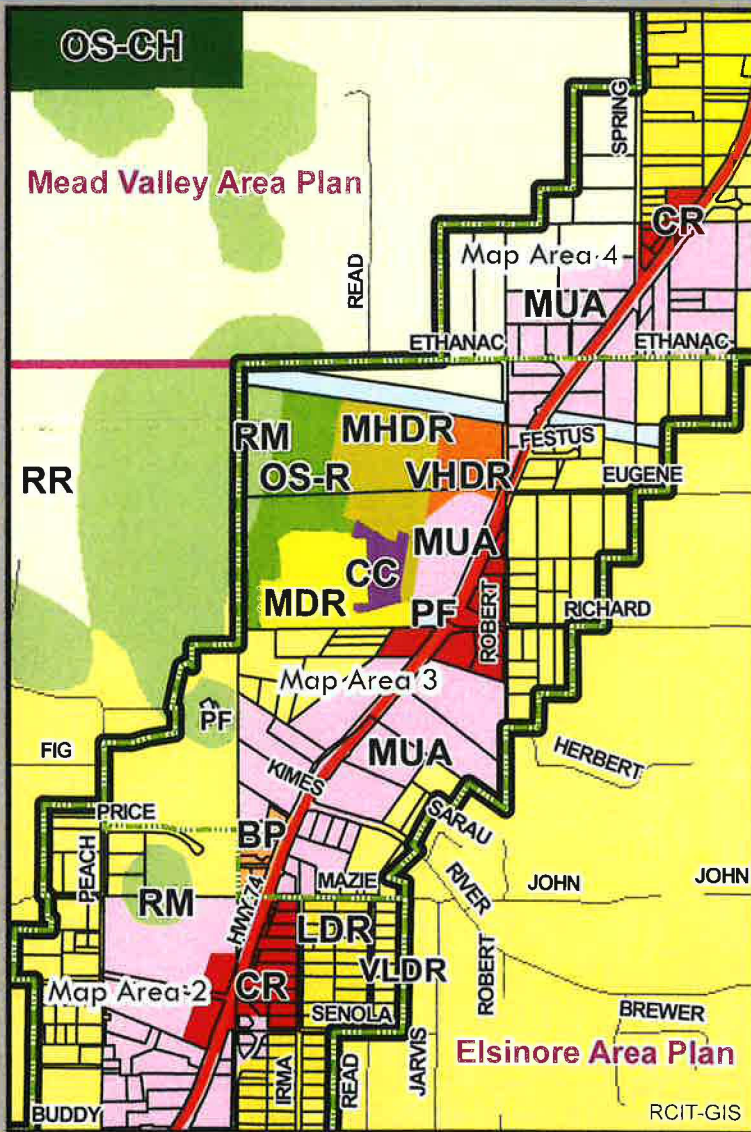 OS-CH
SPRING
Mead Valley Area Plan
CR
READ
Map Area 4
MUA
ETHANAC
ETHANAC
RM
MHDR
FESTUS
RR
OS-R
VHDR
EUGENE
MUA
CC
MDR
PF
ROBERT
RICHARD
Map Area 3
PF
FIG
MUA
HERBERT
KIMES
PRICE
SARAU
BP
PEACH
RIVER
MAZIE
JOHN
JOHN
RM
HWY 74
LDR
VLDR
Map Area 2
CR
ROBERT
SENOLA
BREWER
JARVIS
Elsinore Area Plan
IRMA
READ
BUDDY
RCIT-GIS